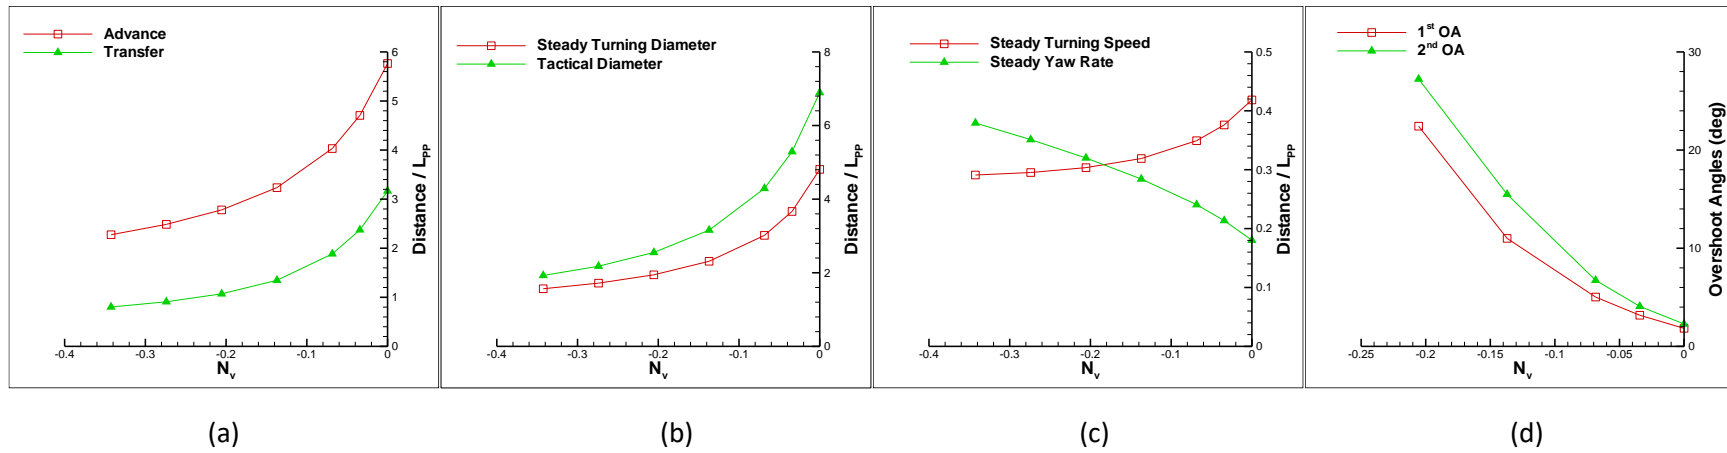 Advance
Transfer
6
5
4
3
2
1
0
Distance / LPP
-0.4
-0.3
-0.2
-0.1
0
Nv
(a)
Steady Turning Diameter
Tactical Diameter
8
6
4
2
0
Distance / LPP
-0.4
-0.3
-0.2
-0.1
0
Nv
(b)
Steady Turning Speed
Steady Yaw Rate
0.5
0.4
0.3
0.2
0.1
0
Distance / LPP
-0.4
-0.3
-0.2
-0.1
0
Nv
(c)
1st OA
2nd OA
30
20
10
0
Overshoot Angles (deg)
-0.25
-0.2
-0.15
-0.1
-0.05
0
Nv
(d)